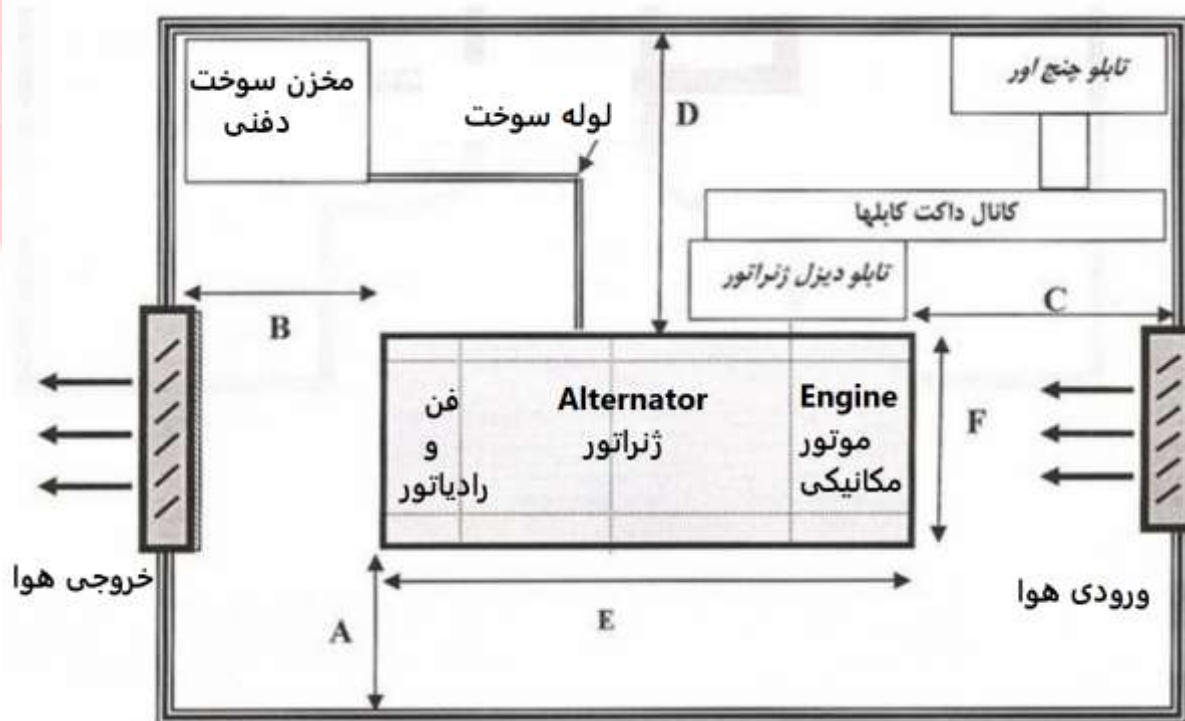 مخزن سوخت
دفنی
لوله سوخت
D
تابلو چنج اور
کانال داکت کابلها
تابلو دیزل ژنراتور
B
C
فن
و
رادیاتور
Alternator
ژنراتور
Engine
موتور
مکانیکی
F
خروجی هوا
ورودی هوا
A
E